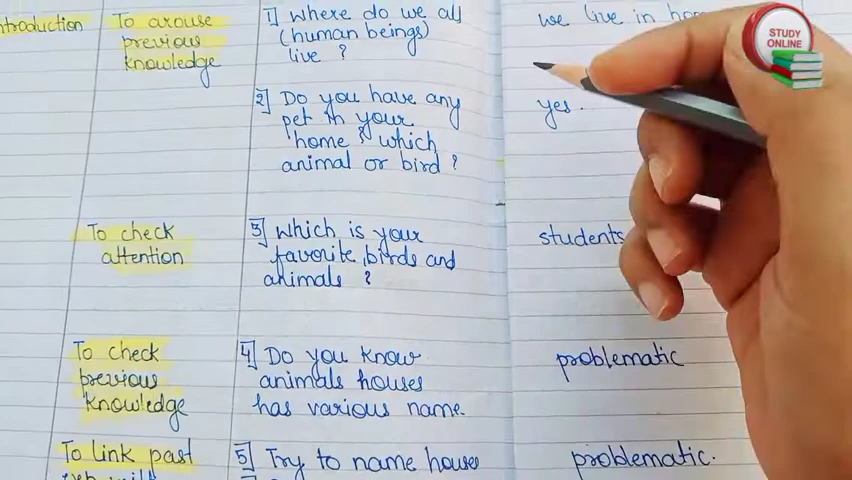 Introduction
To arouse
previous
knowledge
1] Where do we all
(human beings)
live ?
we live in
2] Do you have any
pet in your
home ? which
animal or bird ?
yes.
To check
attention
3] Which is your
favorite birds and
animals ?
students
To check
previous
knowledge
4] Do you know
animals houses
has various name.
problematic
To link past
with
5] Try to name houses
problematic.
STUDY
ONLINE